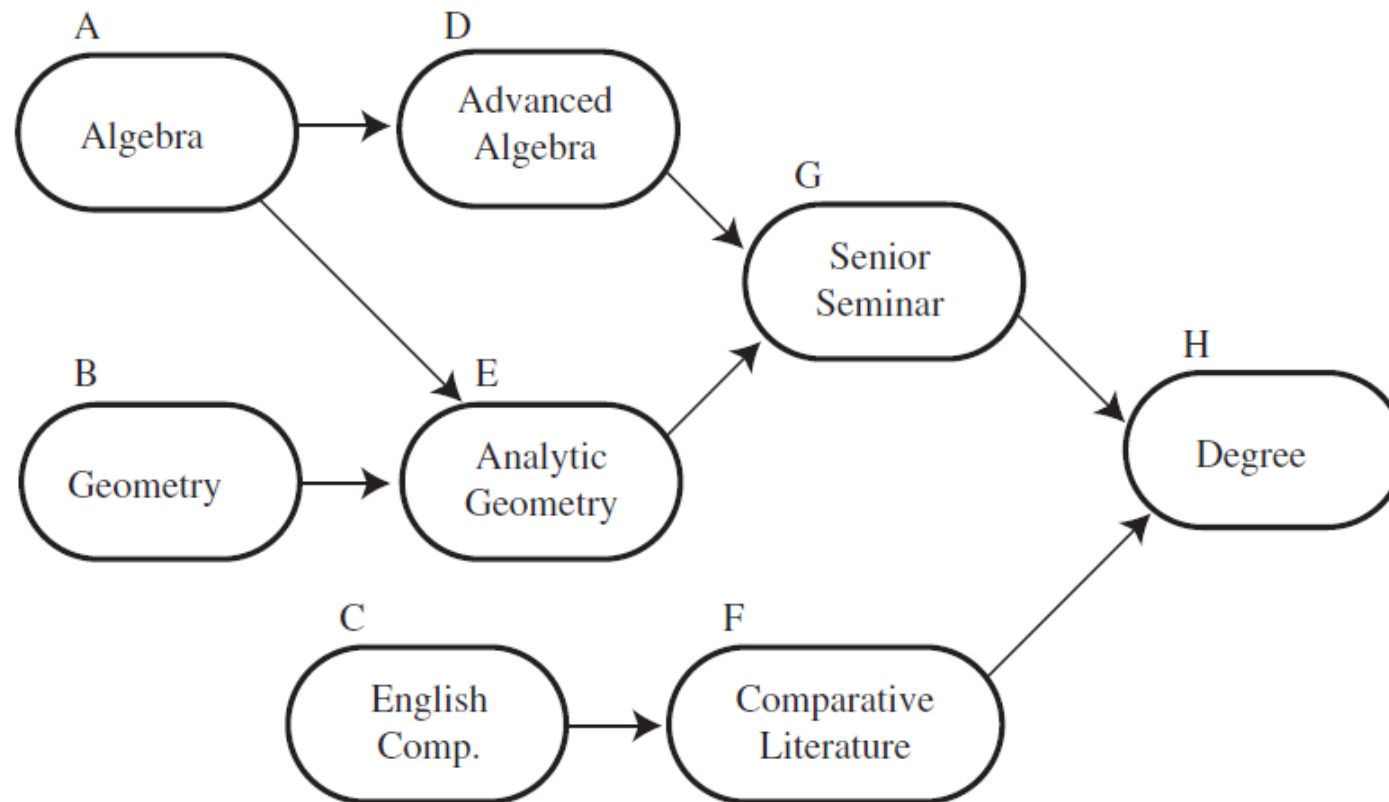 A
Algebra
D
Advanced
Algebra
G
Senior
Seminar
B
Geometry
E
Analytic
Geometry
H
Degree
C
English
Comp.
F
Comparative
Literature